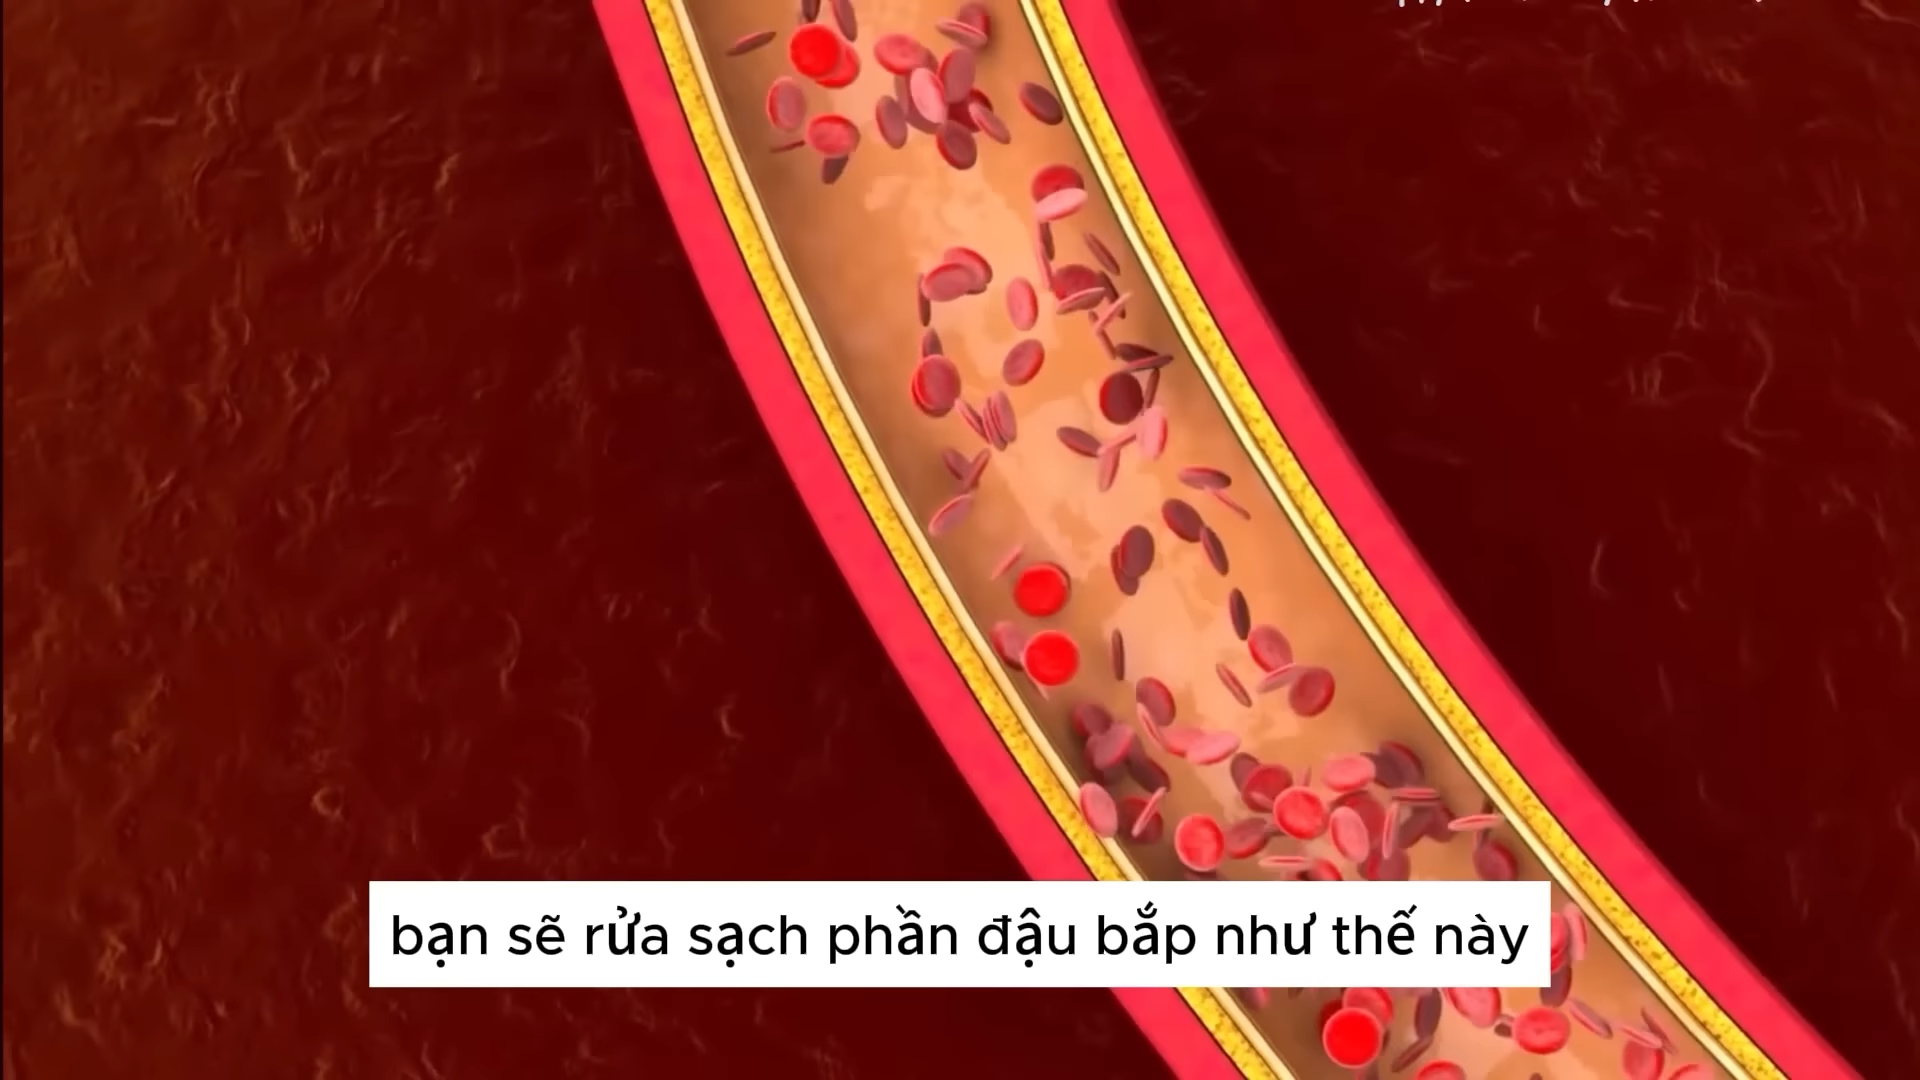 bạn sẽ rửa sạch phần đậu bắp như thế này